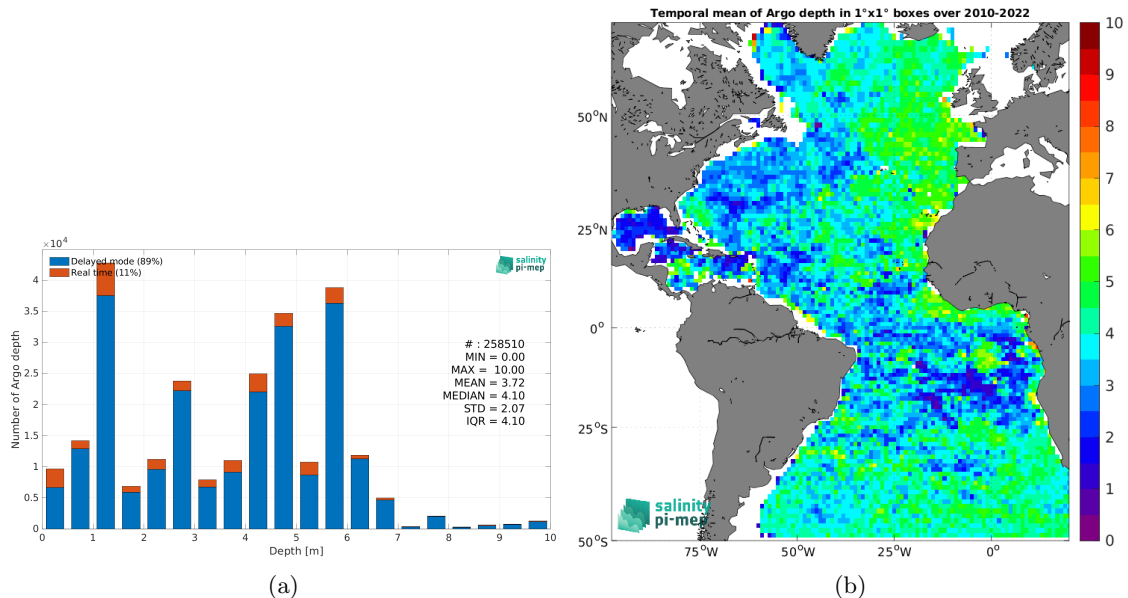 Temporal mean of Argo depth in 1°x1° boxes over 2010-2022
×10⁴
Delayed mode (89%)
Real time (11%)
salinity
pi-mep
# : 258510
MIN = 0.00
MAX = 10.00
MEAN = 3.72
MEDIAN = 4.10
STD = 2.07
IQR = 4.10
Number of Argo depth
4
3.5
3
2.5
2
1.5
1
0.5
0
0 1 2 3 4 5 6 7 8 9 10
Depth [m]
(a)
50°N
25°N
0°
25°S
50°S
75°W 50°W 25°W 0°
salinity
pi-mep
10
9
8
7
6
5
4
3
2
1
0
(b)